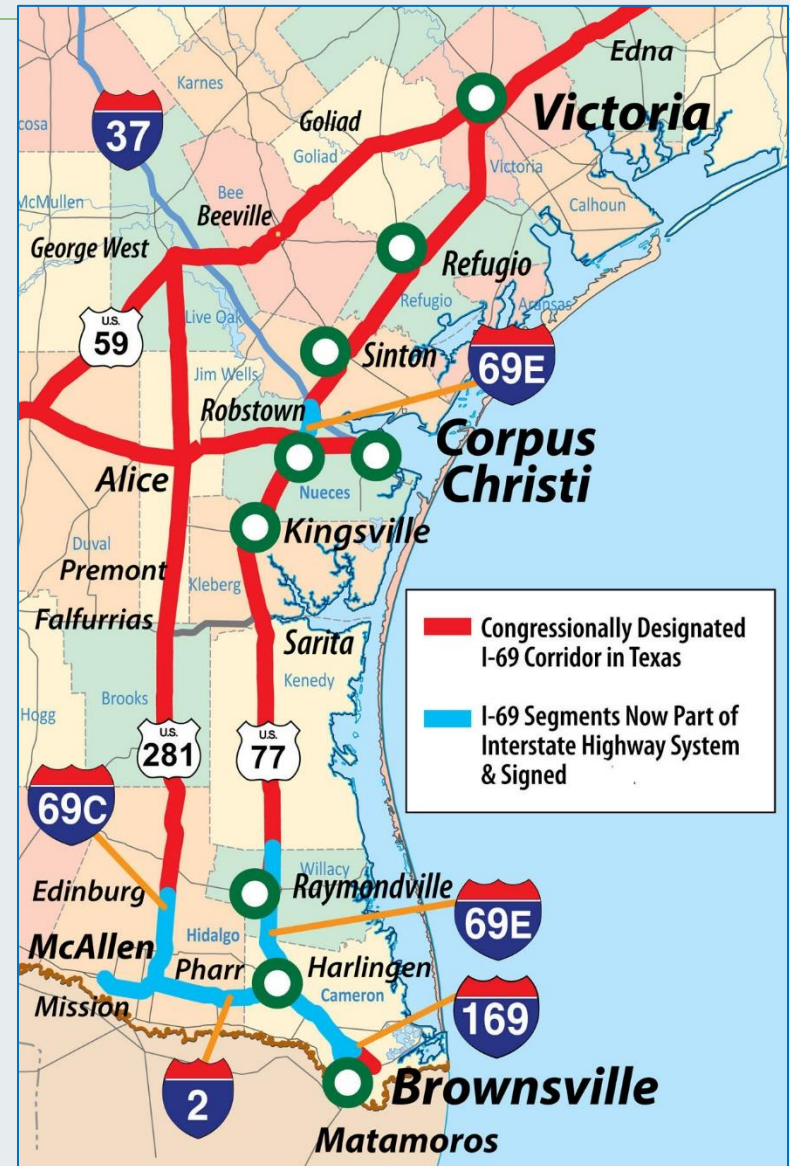 Edna
Karnes
Victoria
37
Goliad
cosa
Goliad
Victoria
McMullen
Bee
Calhoun
Beeville
George West
Refugio
Refugio
Aransas
U.S.
59
Live Oak
Sinton
69E
Jim Wells
Robstown
Corpus
Christi
Alice
Nueces
Kingsville
Duval
Premont
Kleberg
Falfurrias
Sarita
Kenedy
Congressionally Designated
I-69 Corridor in Texas
Brooks
Hogg
U.S.
281
U.S.
77
I-69 Segments Now Part of
Interstate Highway System
& Signed
69C
Willacy
Raymondville
Edinburg
69E
Hidalgo
McAllen
Pharr
Harlingen
Cameron
Mission
169
2
Brownsville
Matamoros